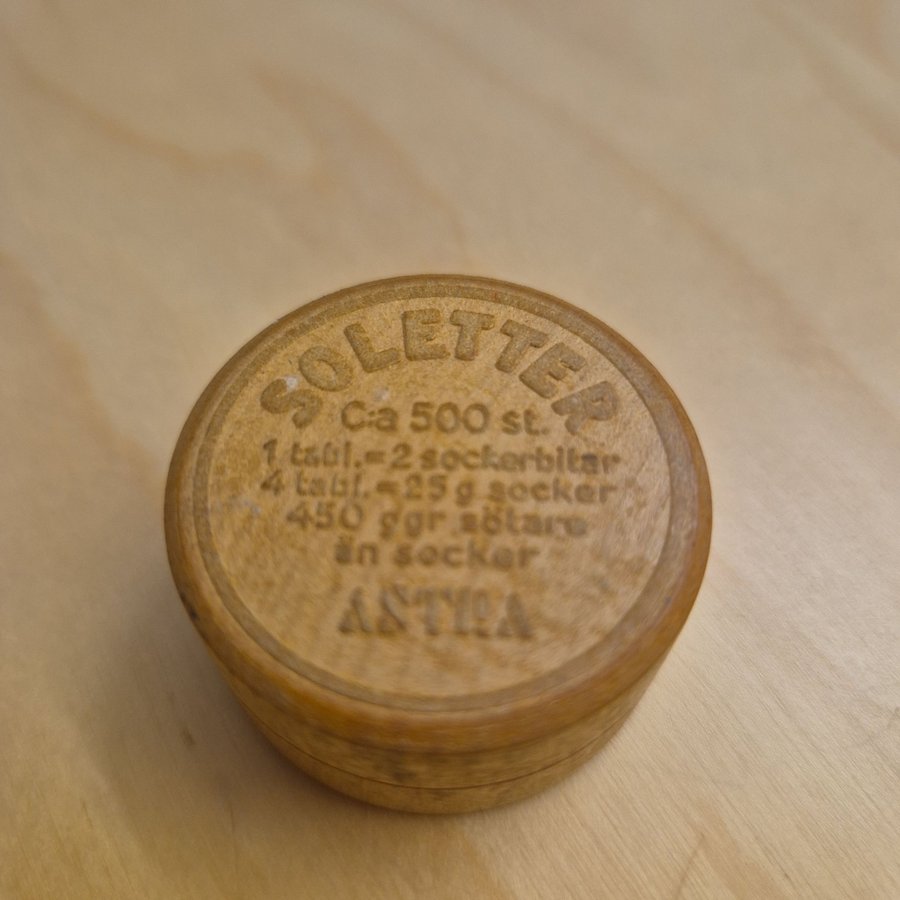 SOLETTER
C:a 500 st.
1 tabl.=2 sockerbitar
4 tabl.=25 g socker
450 ggr sötare
än socker
ASTRA